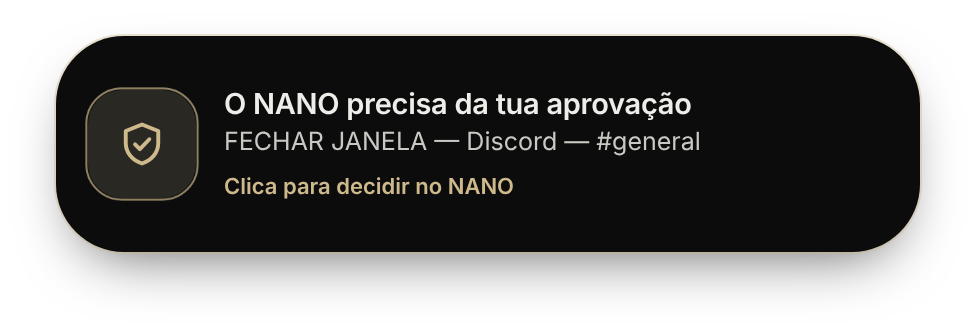 O NANO precisa da tua aprovação
FECHAR JANELA — Discord — #general
Clica para decidir no NANO